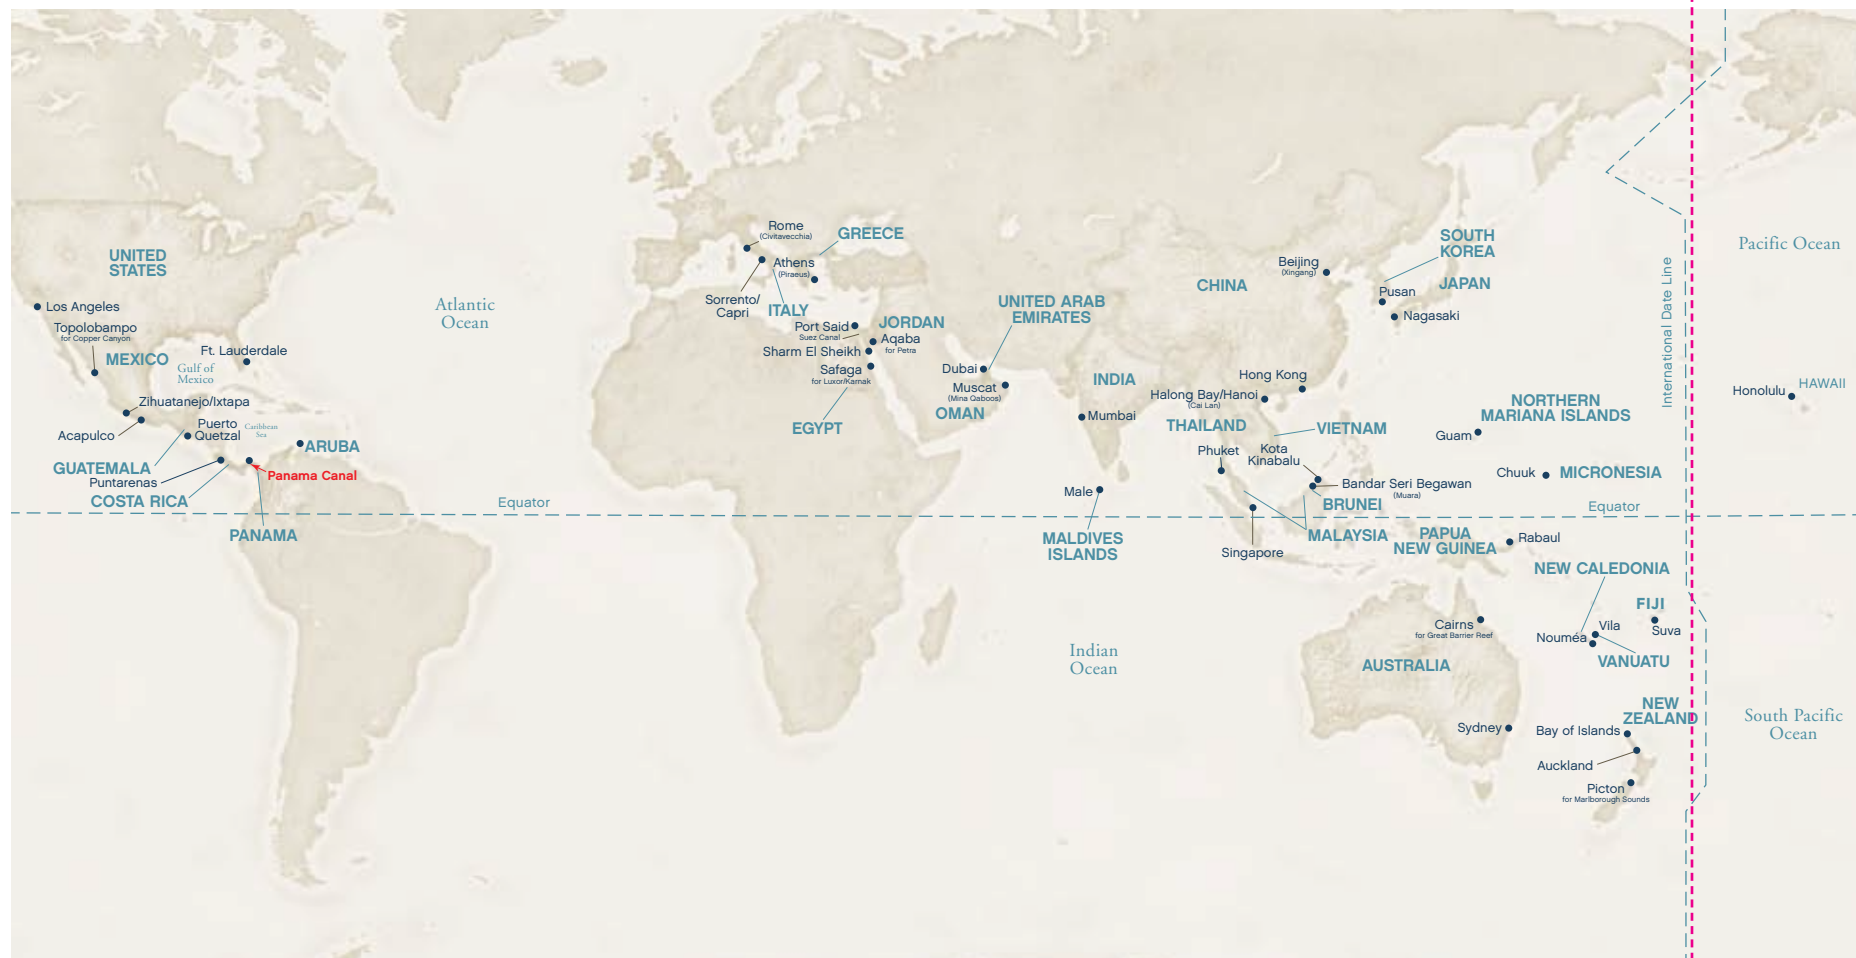 UNITED
STATES
Los Angeles
Topolobampo
for Copper Canyon
MEXICO
Ft. Lauderdale
Gulf of
Mexico
Zihuatanejo/Ixtapa
Acapulco
Puerto
Quetzal
Caribbean
Sea
ARUBA
GUATEMALA
Puntarenas
Panama Canal
COSTA RICA
PANAMA
Atlantic
Ocean
Equator
Rome
(Civitavecchia)
GREECE
Athens
(Piraeus)
Sorrento/
Capri
ITALY
Port Said
Suez Canal
JORDAN
Aqaba
for Petra
Sharm El Sheikh
Safaga
for Luxor/Karnak
EGYPT
UNITED ARAB
EMIRATES
Dubai
Muscat
(Mina Qaboos)
OMAN
INDIA
Mumbai
Male
MALDIVES
ISLANDS
Indian
Ocean
CHINA
Beijing
(Xingang)
SOUTH
KOREA
Pusan
JAPAN
Nagasaki
Hong Kong
Halong Bay/Hanoi
(Cai Lan)
THAILAND
VIETNAM
Phuket
Kota
Kinabalu
Bandar Seri Begawan
(Muara)
BRUNEI
MALAYSIA
Singapore
NORTHERN
MARIANA ISLANDS
Guam
Chuuk
MICRONESIA
Equator
PAPUA
NEW GUINEA
Rabaul
NEW CALEDONIA
FIJI
Suva
Vila
Nouméa
VANUATU
Cairns
for Great Barrier Reef
AUSTRALIA
Sydney
NEW
ZEALAND
Bay of Islands
Auckland
Picton
for Marlborough Sounds
International Date Line
Pacific Ocean
Honolulu
HAWAII
South Pacific
Ocean